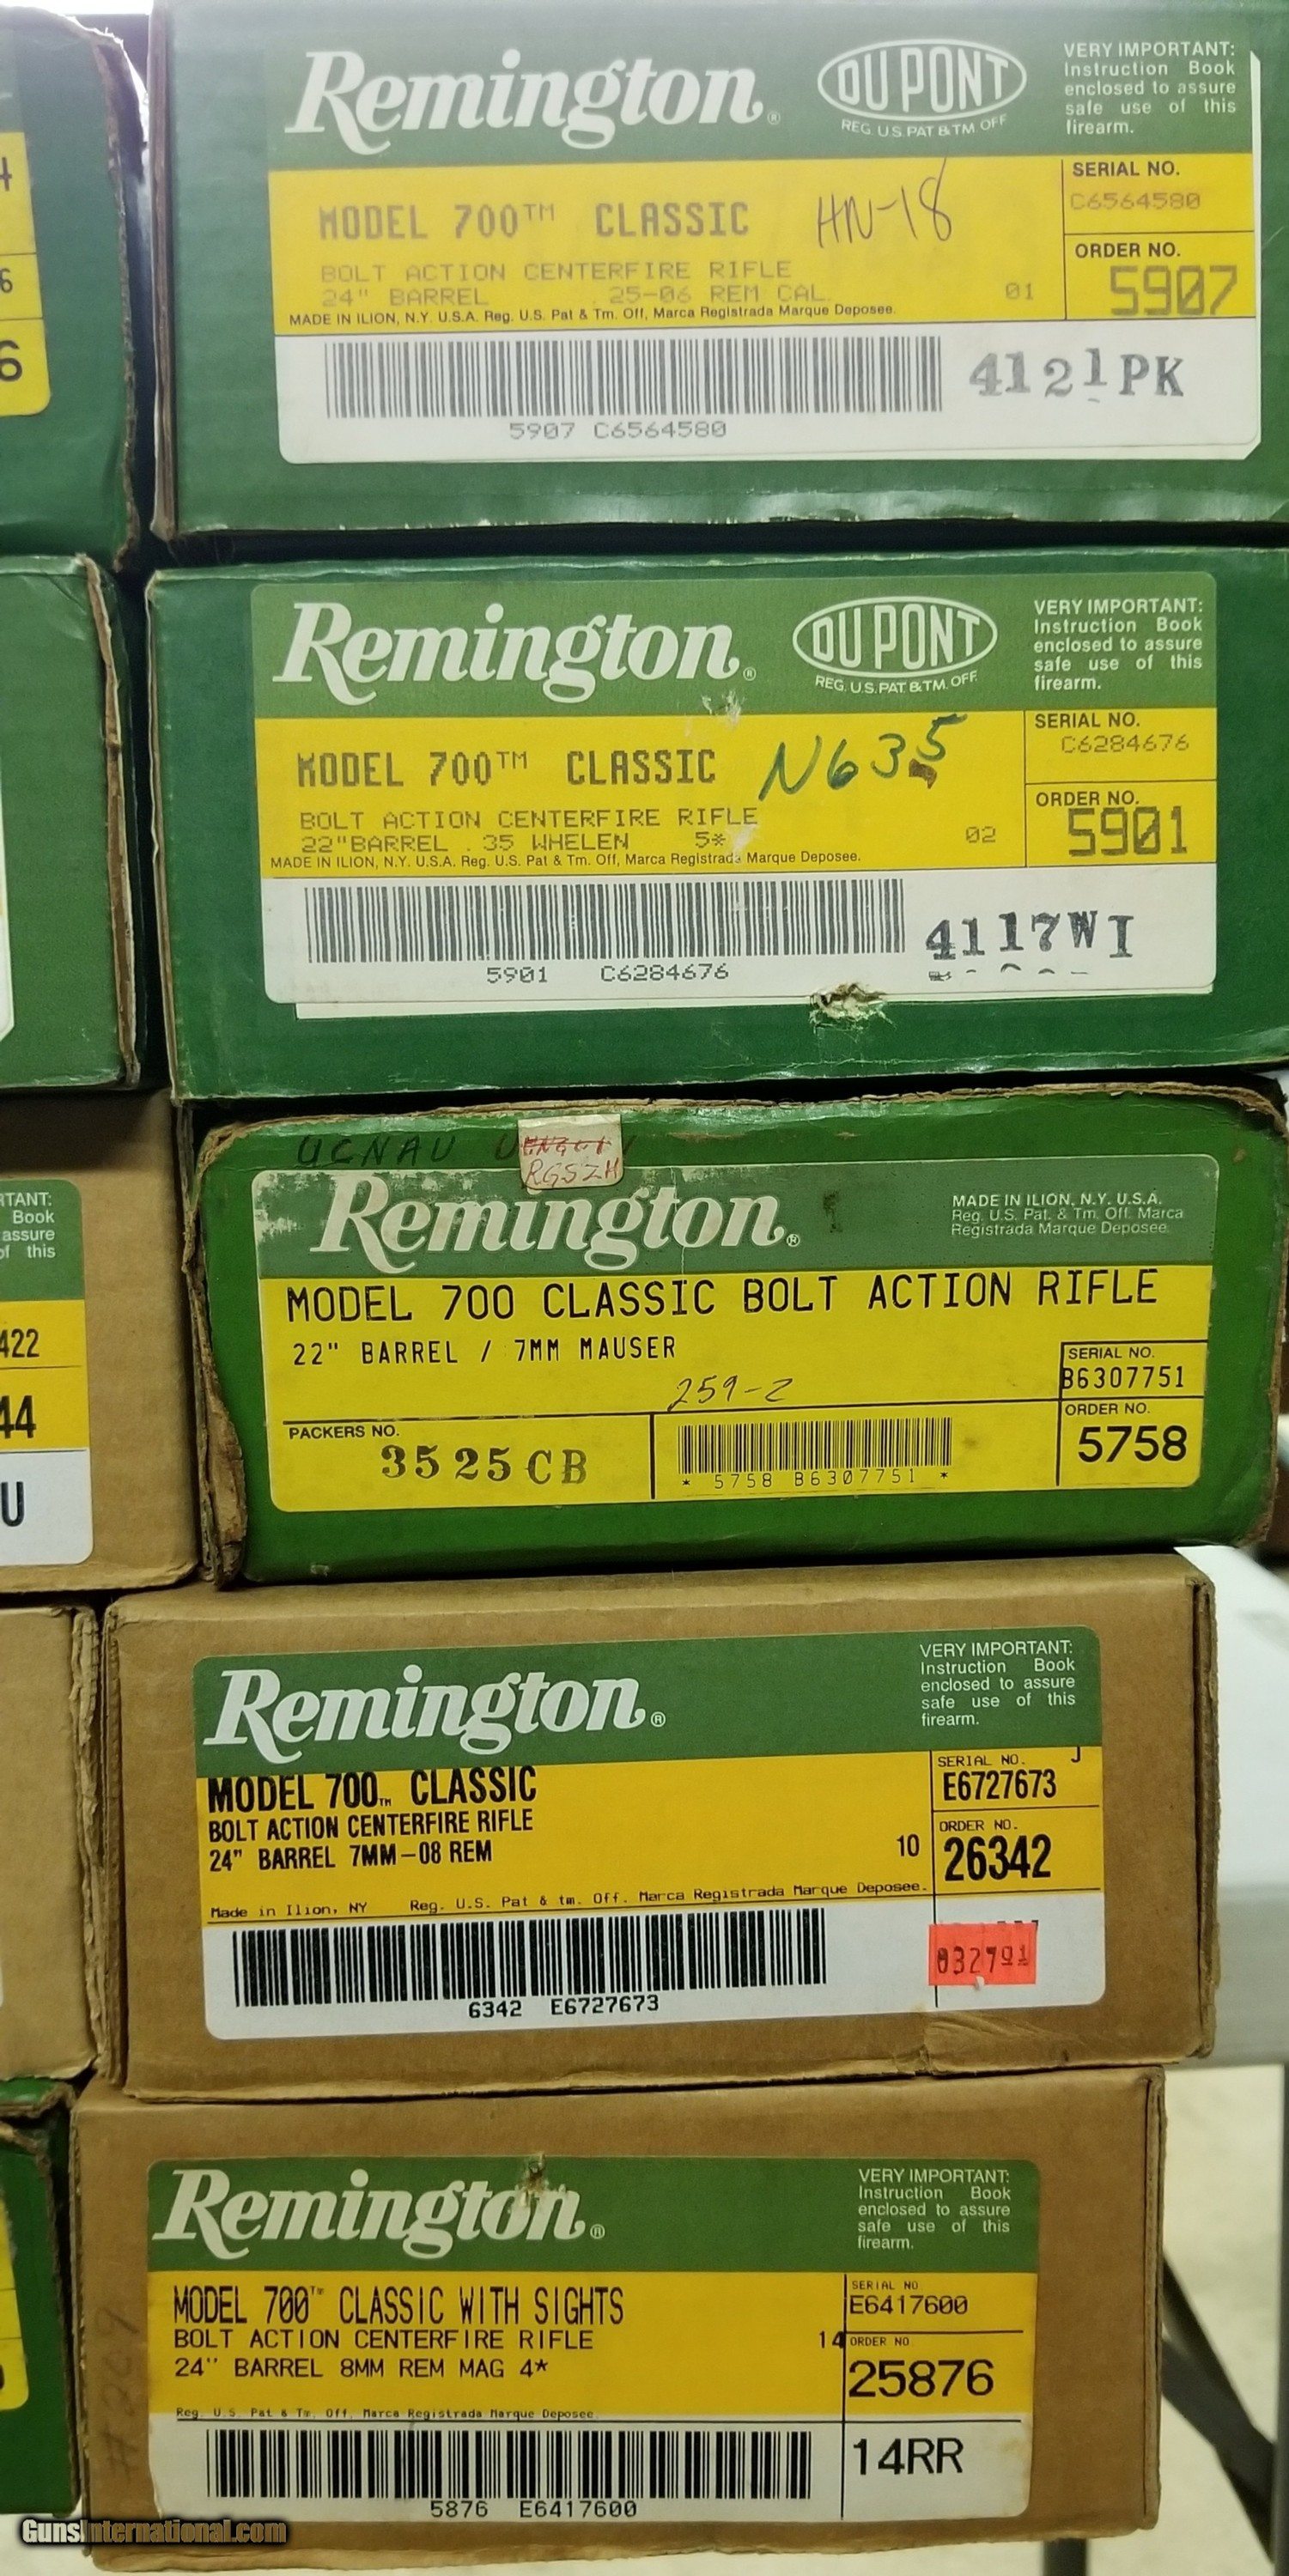 Remington®
DU PONT
REG. U.S. PAT & TM. OFF
VERY IMPORTANT:
Instruction Book
enclosed to assure
safe use of this
firearm.
MODEL 700™ CLASSIC
HN-18
SERIAL NO.
C6564580
BOLT ACTION CENTERFIRE RIFLE
24" BARREL .25-06 REM CAL.
01
ORDER NO.
5907
MADE IN ILION, N.Y. U.S.A. Reg. U.S. Pat & Tm. Off, Marca Registrada Marque Deposee.
4121PK
5907 C6564580
Remington®
DU PONT
REG. U.S. PAT & TM. OFF.
VERY IMPORTANT:
Instruction Book
enclosed to assure
safe use of this
firearm.
MODEL 700™ CLASSIC
N635
SERIAL NO.
C6284676
BOLT ACTION CENTERFIRE RIFLE
22"BARREL .35 WHELEN 5*
02
ORDER NO.
5901
MADE IN ILION, N.Y. U.S.A. Reg. U.S. Pat & Tm. Off, Marca Registrada Marque Deposee.
4117WI
5901 C6284676
UCNAU
RGSZH
Remington®
MADE IN ILION, N.Y. U.S.A.
Reg. U.S. Pat. & Tm. Off. Marca
Registrada Marque Deposee
MODEL 700 CLASSIC BOLT ACTION RIFLE
22" BARREL / 7MM MAUSER
259-2
SERIAL NO.
B6307751
PACKERS NO.
3525CB
* 5758 B6307751 *
ORDER NO.
5758
Remington®
VERY IMPORTANT:
Instruction Book
enclosed to assure
safe use of this
firearm.
MODEL 700™ CLASSIC
BOLT ACTION CENTERFIRE RIFLE
24" BARREL 7MM-08 REM
10
SERIAL NO. J
E6727673
ORDER NO.
26342
Made in Ilion, NY Reg. U.S. Pat & tm. Off. Marca Registrada Marque Deposee.
032791
6342 E6727673
Remington®
VERY IMPORTANT:
Instruction Book
enclosed to assure
safe use of this
firearm.
MODEL 700™ CLASSIC WITH SIGHTS
BOLT ACTION CENTERFIRE RIFLE
24" BARREL 8MM REM MAG 4*
14
SERIAL NO
E6417600
ORDER NO.
25876
Reg. U.S. Pat & Tm. Off, Marca Registrada Marque Deposee
14RR
5876 E6417600
4
6
6
TANT:
Book
assure
of this
422
44
U
GunsInternational.com